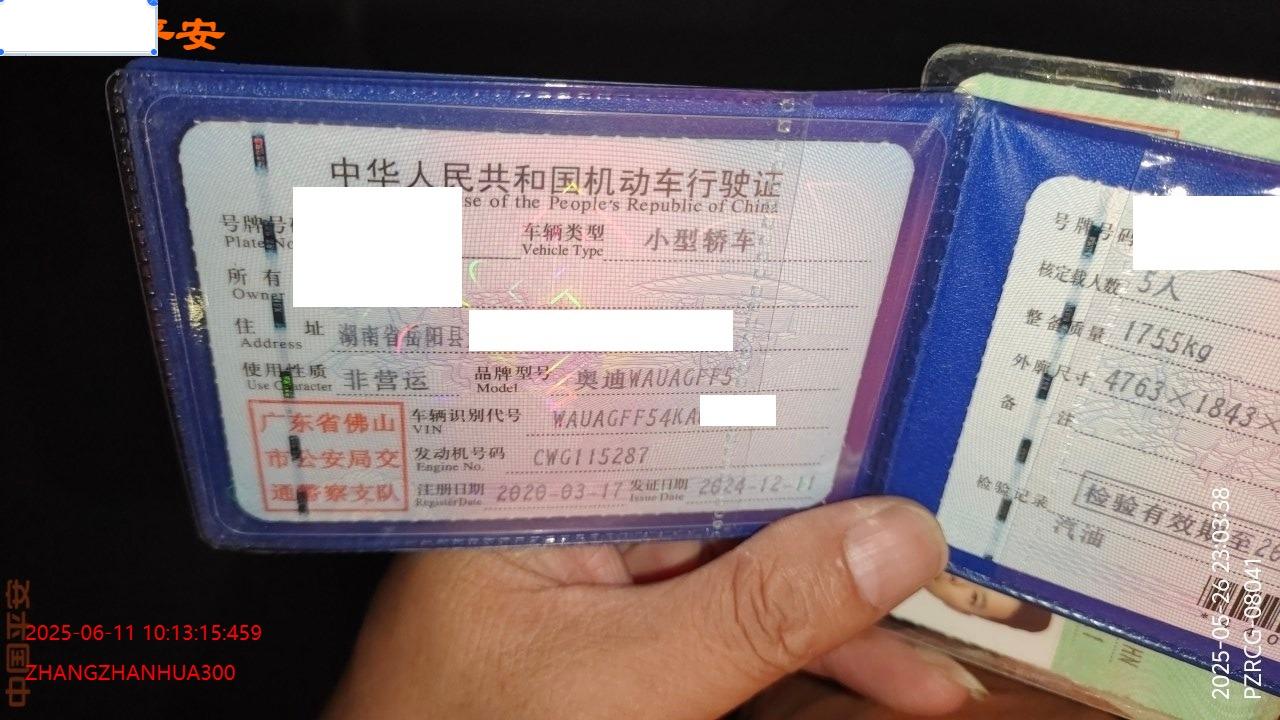 平安
中华人民共和国机动车行驶证
se of the People's Republic of China
号牌号
Plate No
车辆类型
Vehicle Type
小型轿车
所有
Owner
住址
Address
湖南省岳阳县
使用性质
Use Character
非营运
品牌型号
Model
奥迪WAUAGFF5
广东省佛山
市公安局交
通警察支队
车辆识别代号
VIN
WAUAGFF54KA
发动机号码
Engine No.
CWG115287
注册日期
Register Date
2020-03-17
发证日期
Issue Date
2024-12-11
号牌号码
核定载人数
5人
整备质量
1755kg
外廓尺寸
4763×1843×
备注
检验记录
检验有效期至20
汽油
中国平安
2025-06-11 10:13:15:459
ZHANGZHANHUA300
2025-05-26 23:03:38
PZRCG-08041